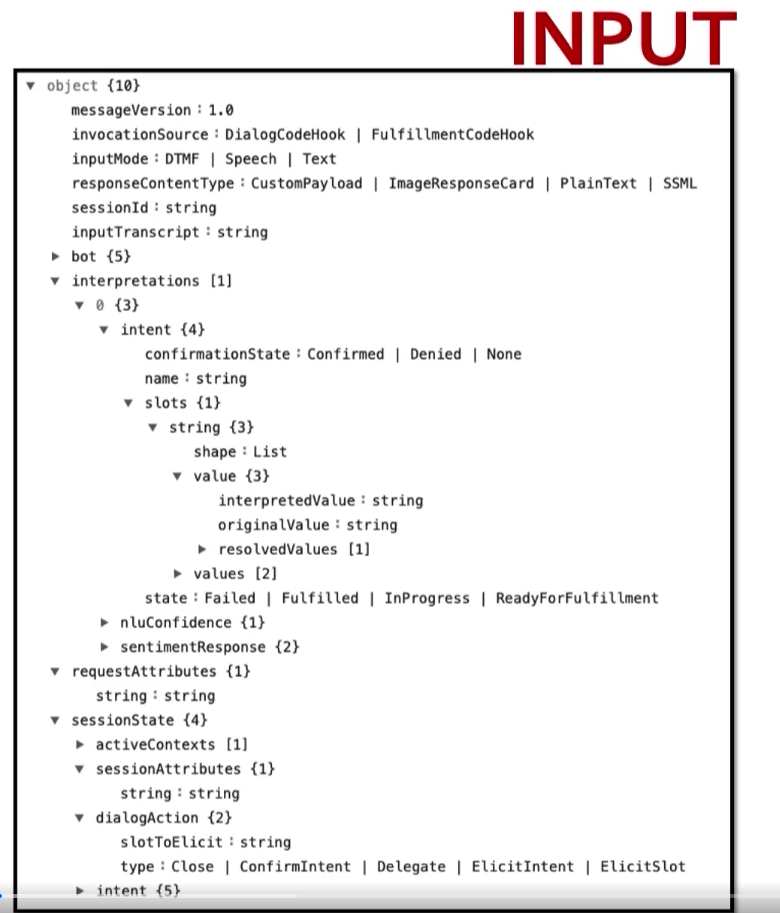 INPUT
▼ object {10}
messageVersion : 1.0
invocationSource : DialogCodeHook | FulfillmentCodeHook
inputMode : DTMF | Speech | Text
responseContentType : CustomPayload | ImageResponseCard | PlainText | SSML
sessionId : string
inputTranscript : string
► bot {5}
▼ interpretations [1]
▼ 0 {3}
▼ intent {4}
confirmationState : Confirmed | Denied | None
name : string
▼ slots {1}
▼ string {3}
shape : List
▼ value {3}
interpretedValue : string
originalValue : string
► resolvedValues [1]
► values [2]
state : Failed | Fulfilled | InProgress | ReadyForFulfillment
► nluConfidence {1}
► sentimentResponse {2}
▼ requestAttributes {1}
string : string
▼ sessionState {4}
► activeContexts [1]
▼ sessionAttributes {1}
string : string
▼ dialogAction {2}
slotToElicit : string
type : Close | ConfirmIntent | Delegate | ElicitIntent | ElicitSlot
► intent {5}